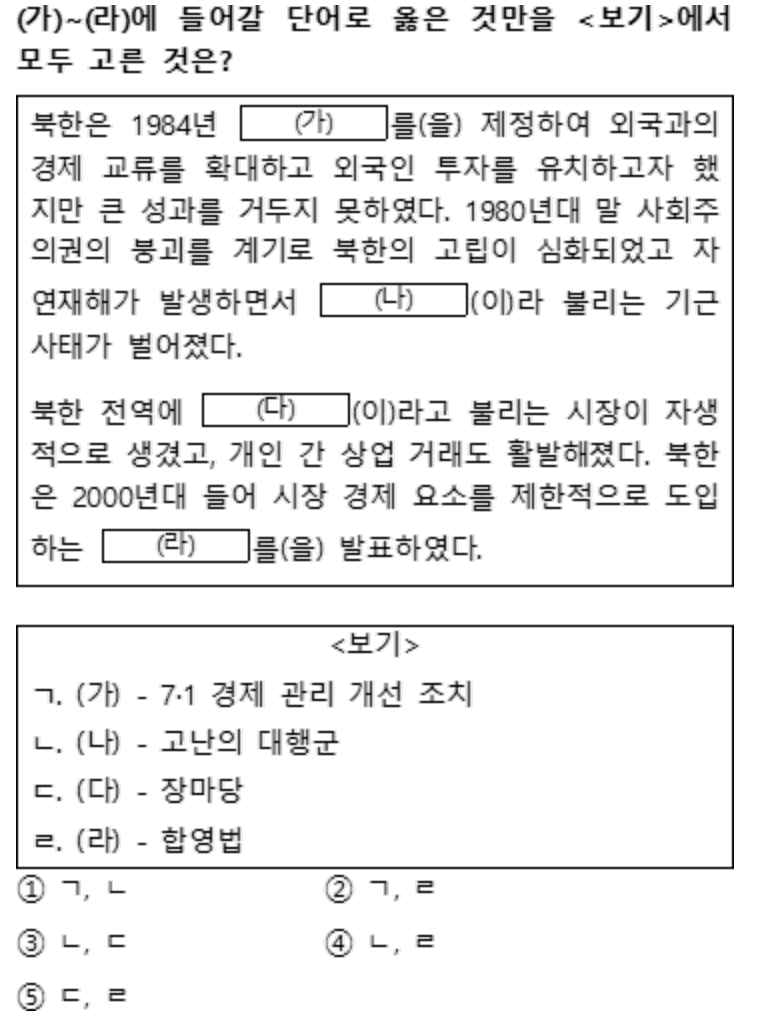 (가)~(라)에 들어갈 단어로 옳은 것만을 <보기>에서
모두 고른 것은?
북한은 1984년 (가) 를(을) 제정하여 외국과의
경제 교류를 확대하고 외국인 투자를 유치하고자 했
지만 큰 성과를 거두지 못하였다. 1980년대 말 사회주
의권의 붕괴를 계기로 북한의 고립이 심화되었고 자
연재해가 발생하면서 (나) (이)라 불리는 기근
사태가 벌어졌다.
북한 전역에 (다) (이)라고 불리는 시장이 자생
적으로 생겼고, 개인 간 상업 거래도 활발해졌다. 북한
은 2000년대 들어 시장 경제 요소를 제한적으로 도입
하는 (라) 를(을) 발표하였다.
<보기>
ㄱ. (가) - 7·1 경제 관리 개선 조치
ㄴ. (나) - 고난의 대행군
ㄷ. (다) - 장마당
ㄹ. (라) - 합영법
① ㄱ, ㄴ ② ㄱ, ㄹ
③ ㄴ, ㄷ ④ ㄴ, ㄹ
⑤ ㄷ, ㄹ